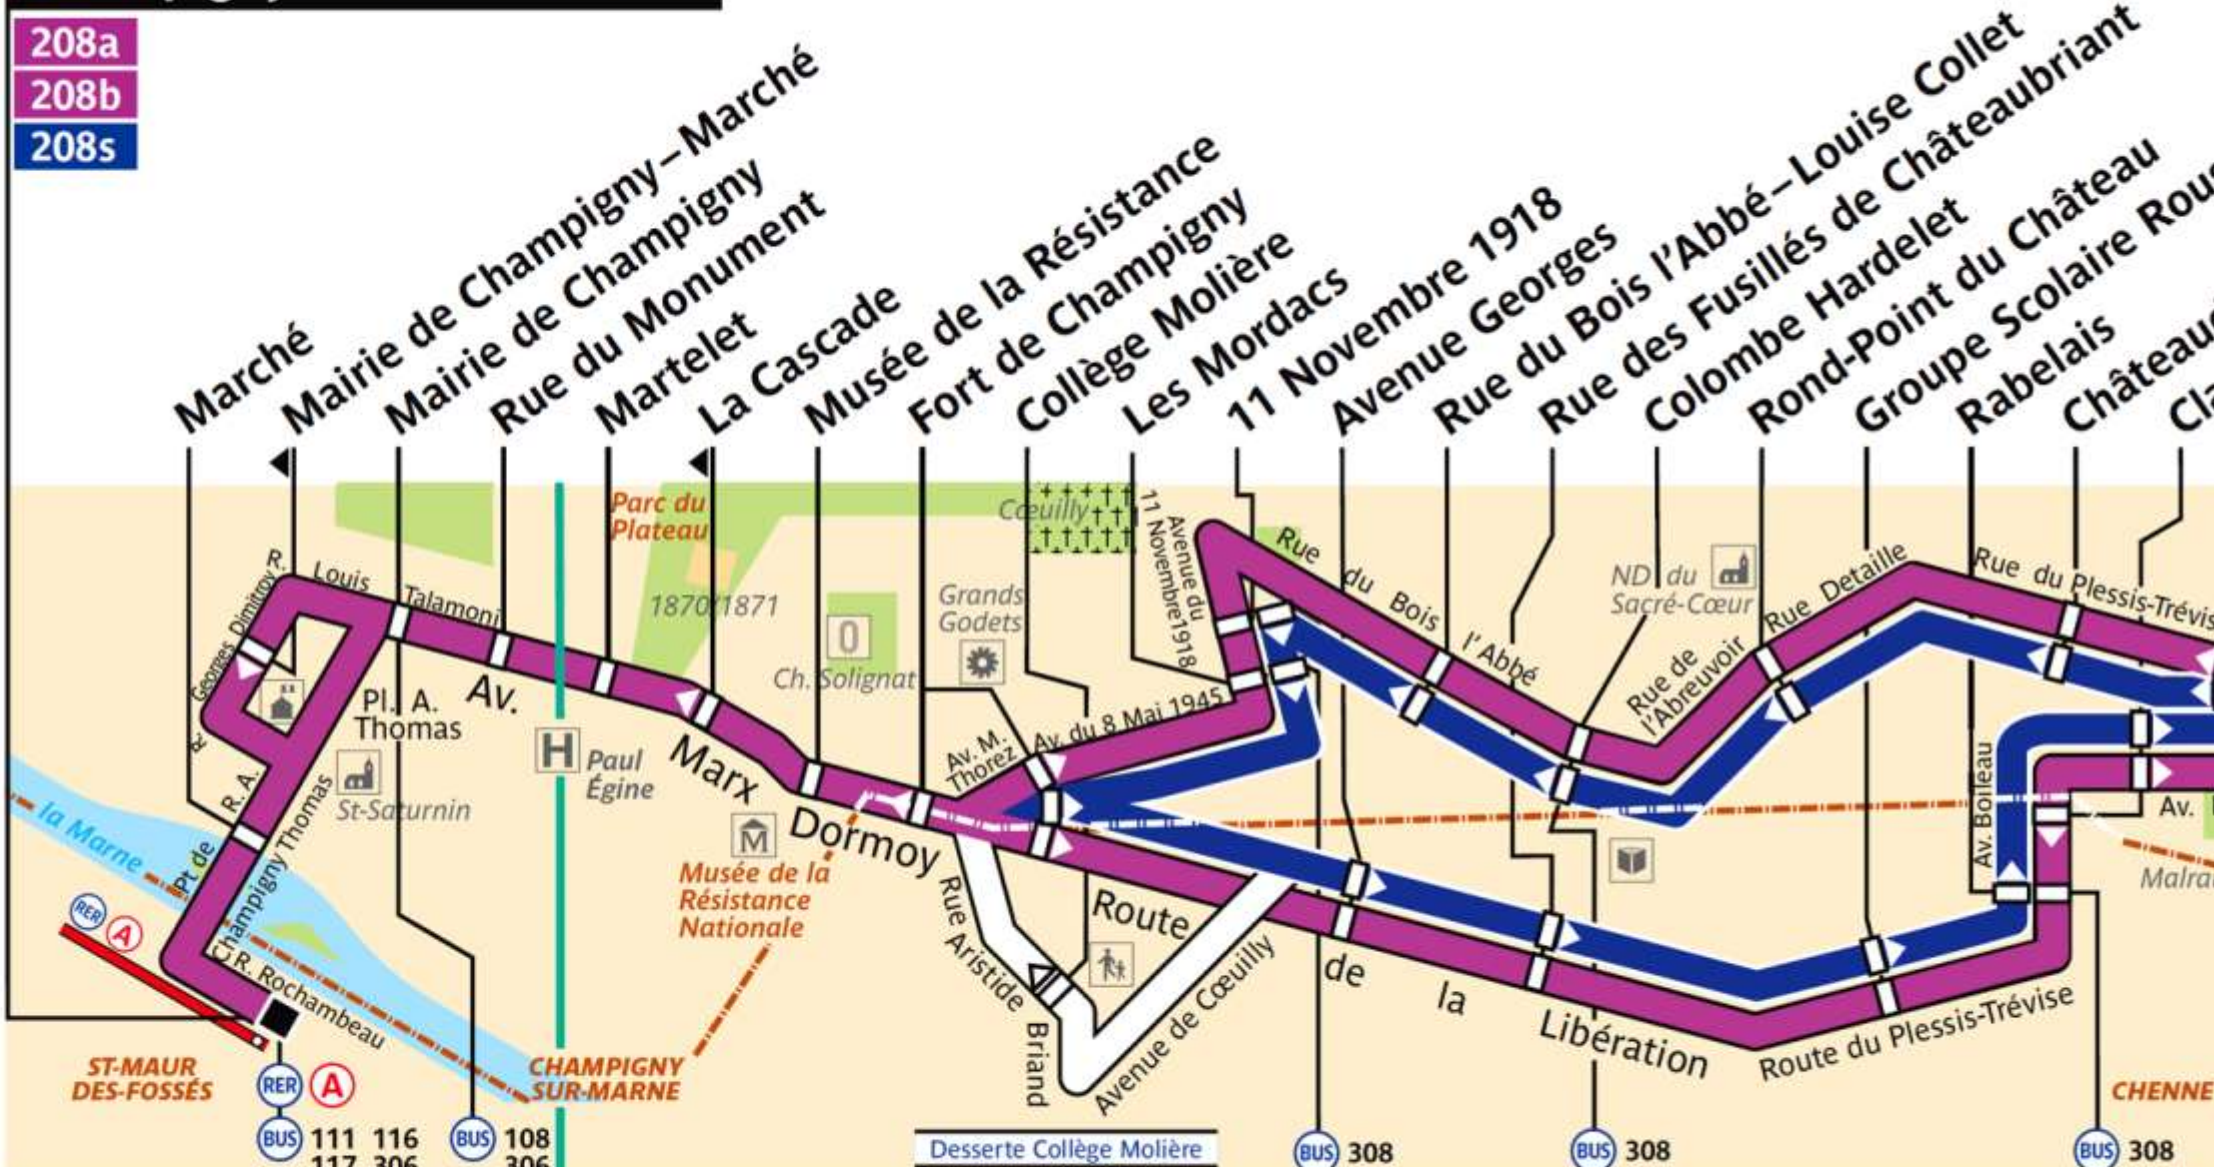 208a
208b
208s
Marché
Mairie de Champigny–Marché
Mairie de Champigny
Rue du Monument
Martelet
La Cascade
Musée de la Résistance
Fort de Champigny
Collège Molière
Les Mordacs
11 Novembre 1918
Avenue Georges
Rue du Bois l'Abbé–Louise Collet
Rue des Fusillés de Châteaubriant
Colombe Hardelet
Rond-Point du Château
Groupe Scolaire Rous
Rabelais
Château
Cla
Parc du
Plateau
1870/1871
Cœuilly
Avenue du
11 Novembre1918
R. Louis Talamoni
R. Georges Dimitrov
Pl. A.
Thomas
Av. Marx Dormoy
St-Saturnin
R. A.
Pt de
Champigny Thomas
la Marne
RER A
R. Rochambeau
ST-MAUR
DES-FOSSÉS
RER A
BUS 111 116
117 306
BUS 108
306
CHAMPIGNY
SUR-MARNE
H Paul
Égine
Ch. Solignat
Grands
Godets
M
Musée de la
Résistance
Nationale
Av. M.
Thorez
Av. du 8 Mai 1945
Rue Aristide Briand
Avenue de Cœuilly
Route de la Libération
Route du Plessis-Trévise
Rue du Bois l'Abbé
ND du
Sacré-Cœur
Rue de
l'Abreuvoir
Rue Detaille
Rue du Plessis-Trévis
Av. Boileau
Av.
Malra
CHENNE
Desserte Collège Molière
BUS 308
BUS 308
BUS 308